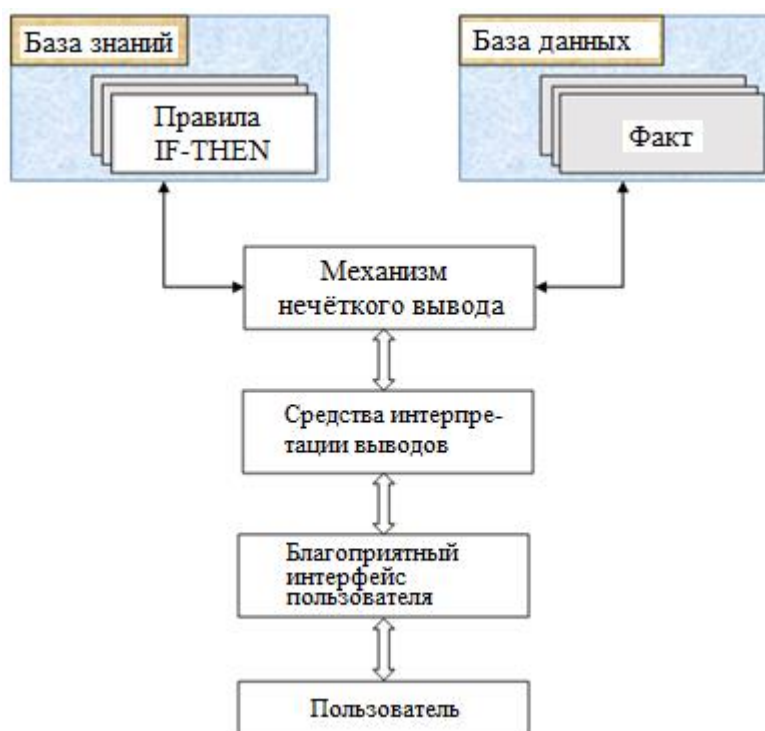 База знаний
База данных
Правила
IF-THEN
Факт
Механизм
нечёткого вывода
Средства интерпре-
тации выводов
Благоприятный
интерфейс
пользователя
Пользователь